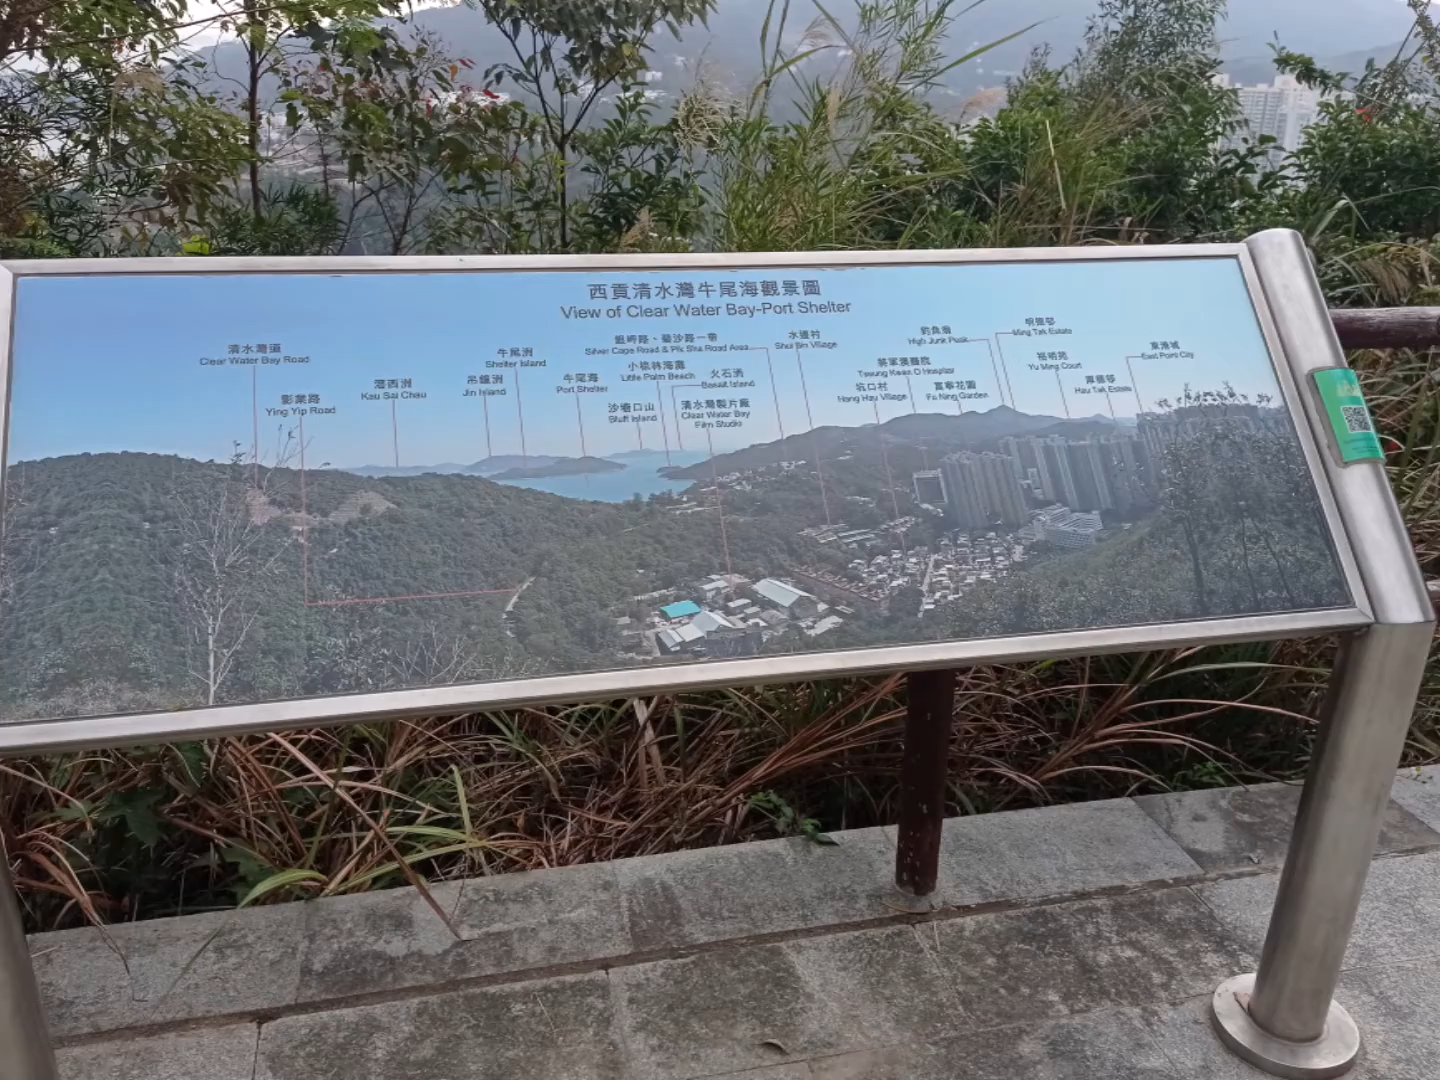 西貢清水灣牛尾海觀景圖
View of Clear Water Bay-Port Shelter
清水灣道
Clear Water Bay Road
影業路
Ying Yip Road
滘西洲
Kau Sai Chau
吊鐘洲
Jin Island
牛尾洲
Shelter Island
牛尾海
Port Shelter
銀岬路、碧沙路一帶
Silver Cape Road & Pik Sha Road Area
小棕林海灘
Little Palm Beach
沙塘口山
Bluff Island
火石洲
Basalt Island
清水灣製片廠
Clear Water Bay
Film Studio
水邊村
Shui Bin Village
坑口村
Hang Hau Village
將軍澳醫院
Tseung Kwan O Hospital
釣魚翁
High Junk Peak
富寧花園
Fu Ning Garden
明德邨
Ming Tak Estate
裕明苑
Yu Ming Court
厚德邨
Hau Tak Estate
東港城
East Point City